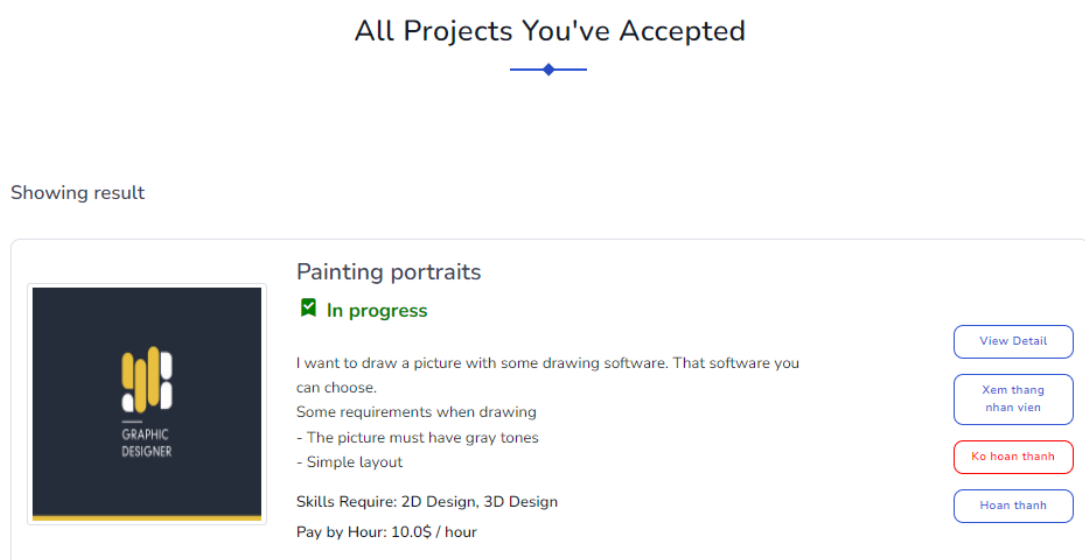 All Projects You've Accepted
Showing result
GRAPHIC
DESIGNER
Painting portraits
In progress
I want to draw a picture with some drawing software. That software you
can choose.
Some requirements when drawing
- The picture must have gray tones
- Simple layout
Skills Require: 2D Design, 3D Design
Pay by Hour: 10.0$ / hour
View Detail
Xem thang
nhan vien
Ko hoan thanh
Hoan thanh